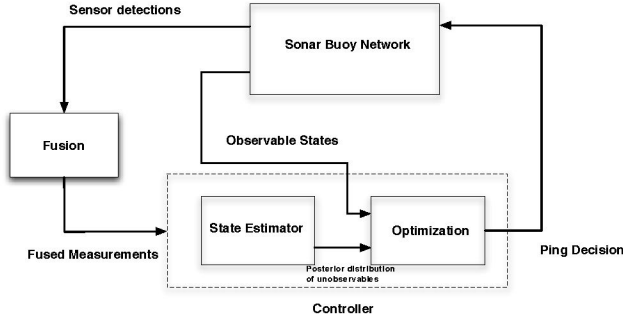 Sensor detections
Sonar Buoy Network
Fusion
Observable States
State Estimator
Optimization
Fused Measurements
Ping Decision
Posterior distribution
of unobservables
Controller